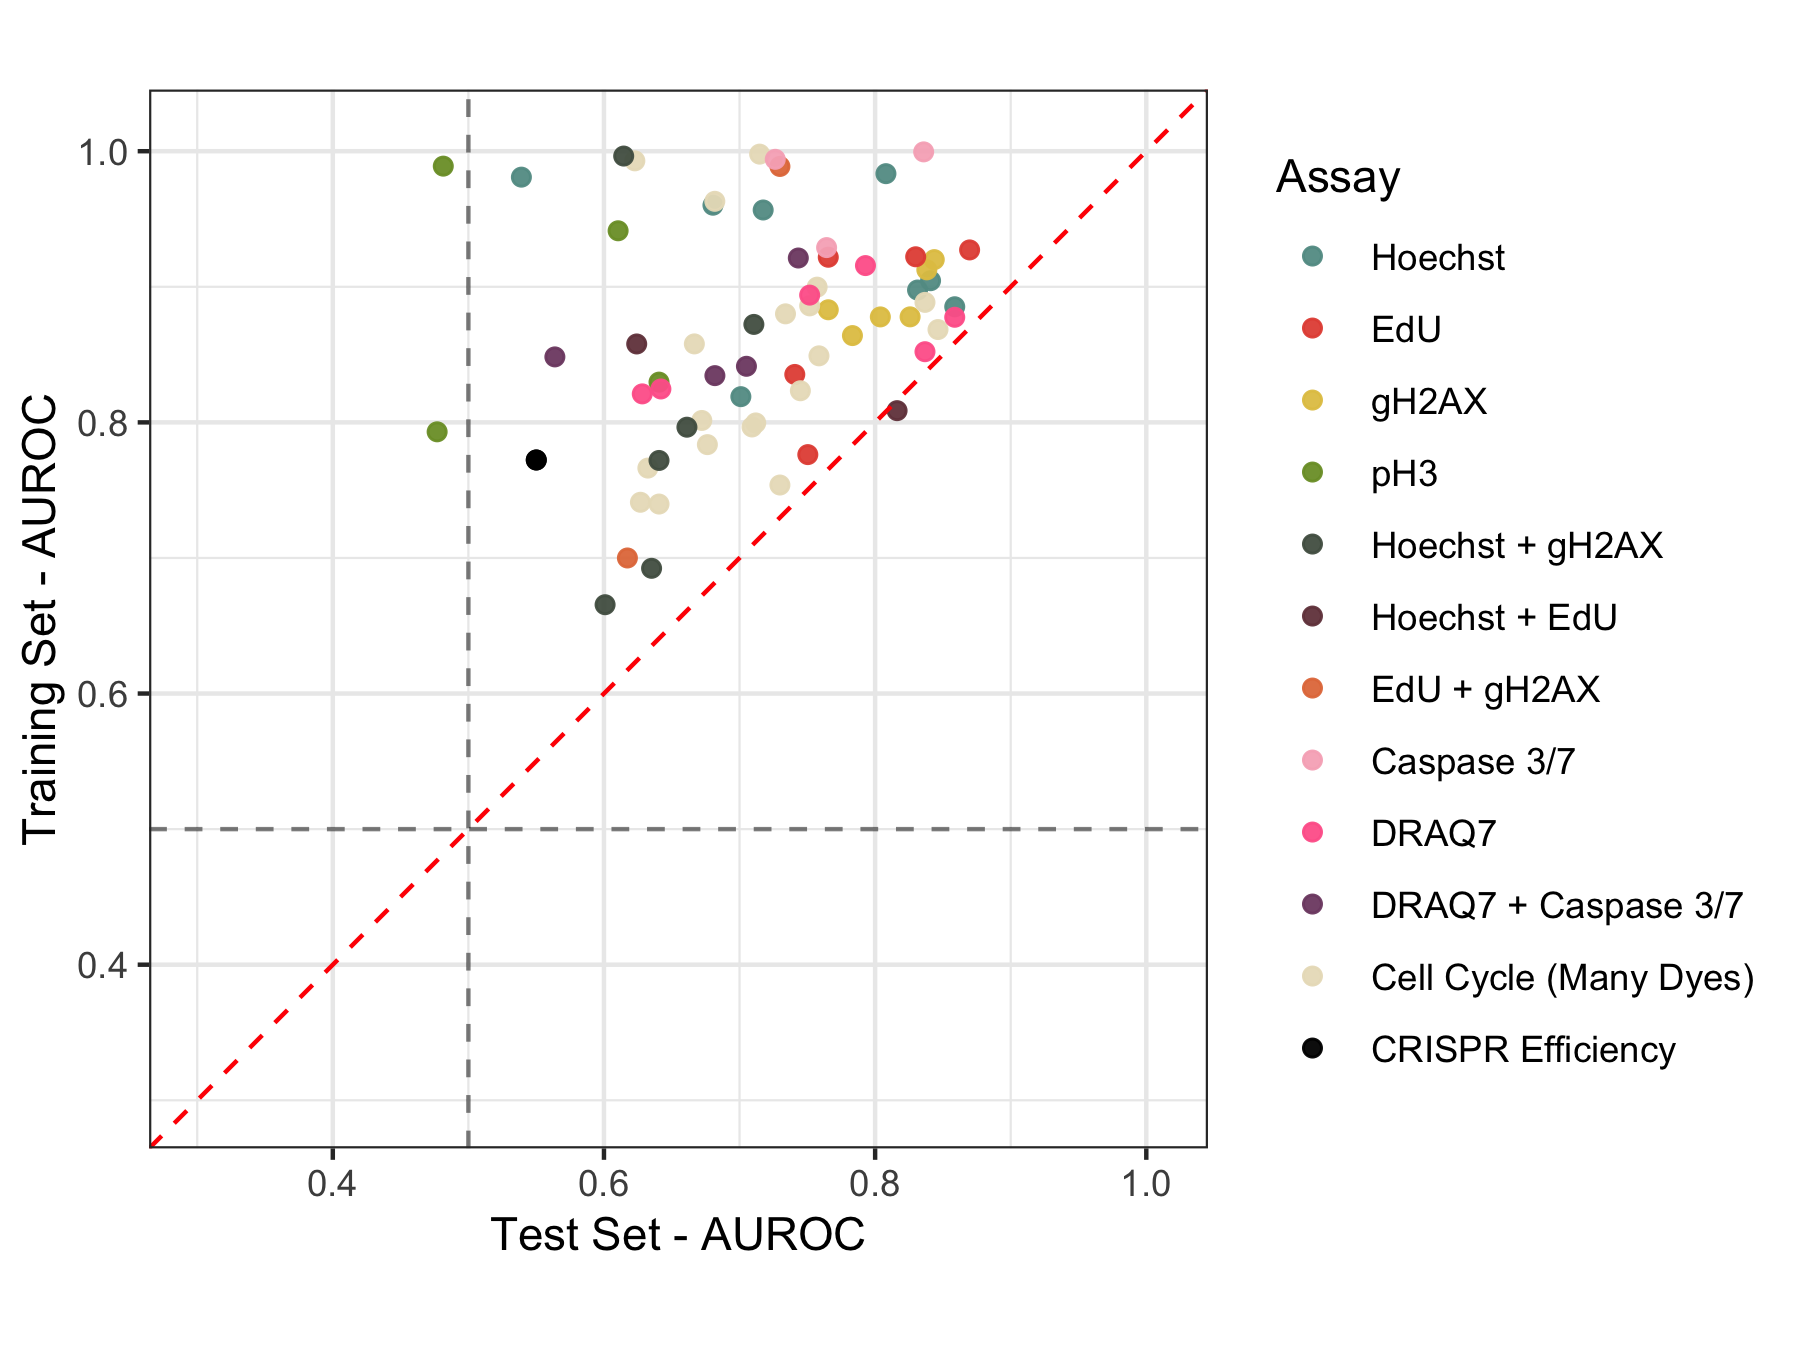 Training Set - AUROC
1.0
0.8
0.6
0.4
0.4 0.6 0.8 1.0
Test Set - AUROC
Assay
Hoechst
EdU
gH2AX
pH3
Hoechst + gH2AX
Hoechst + EdU
EdU + gH2AX
Caspase 3/7
DRAQ7
DRAQ7 + Caspase 3/7
Cell Cycle (Many Dyes)
CRISPR Efficiency